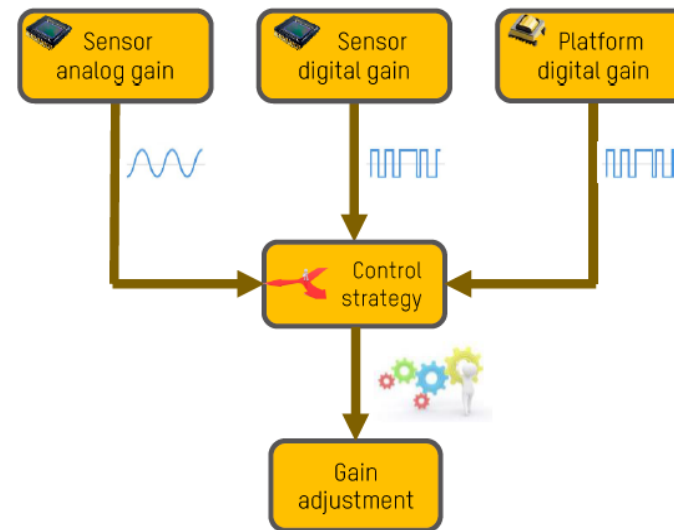 Sensor
analog gain
Sensor
digital gain
Platform
digital gain
Control
strategy
Gain
adjustment